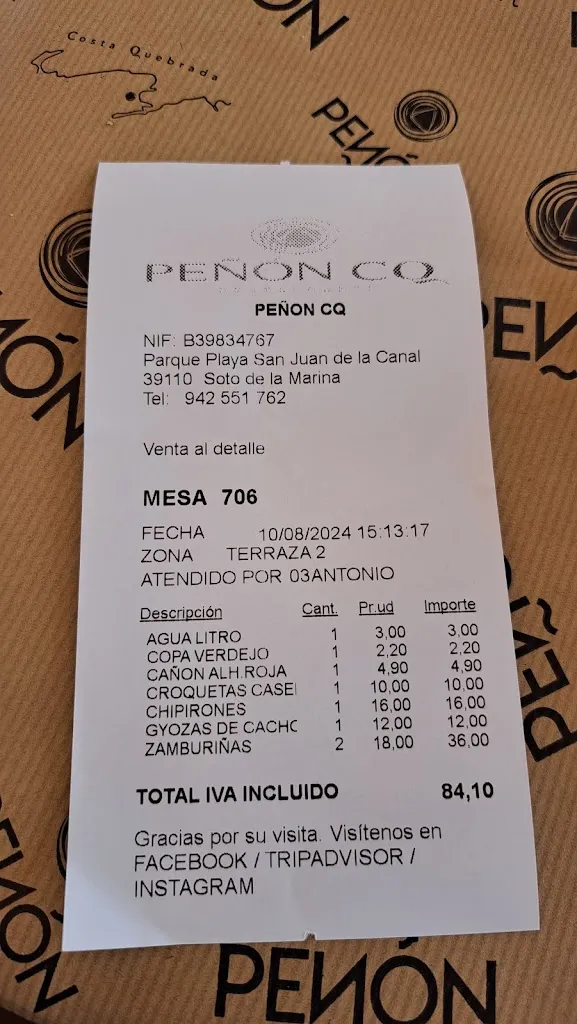 Costa Quebrada
PEÑÓN
PEÑÓN CQ
PEÑON CQ
NIF: B39834767
Parque Playa San Juan de la Canal
39110 Soto de la Marina
Tel: 942 551 762
Venta al detalle
MESA 706
FECHA 10/08/2024 15:13:17
ZONA TERRAZA 2
ATENDIDO POR 03ANTONIO
Descripción Cant. Pr.ud Importe
AGUA LITRO 1 3,00 3,00
COPA VERDEJO 1 2,20 2,20
CAÑON ALH.ROJA 1 4,90 4,90
CROQUETAS CASEI 1 10,00 10,00
CHIPIRONES 1 16,00 16,00
GYOZAS DE CACHC 1 12,00 12,00
ZAMBURIÑAS 2 18,00 36,00
TOTAL IVA INCLUIDO 84,10
Gracias por su visita. Visítenos en
FACEBOOK / TRIPADVISOR /
INSTAGRAM
PENÓN